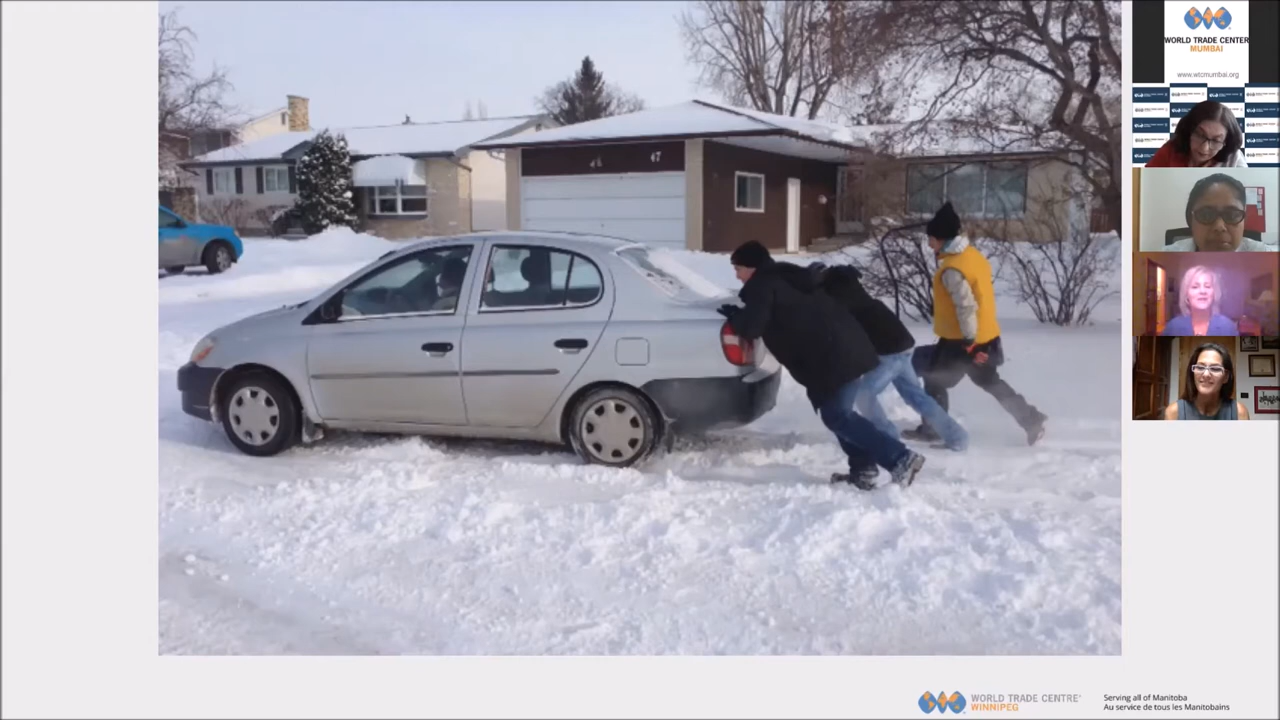 WORLD TRADE CENTER
MUMBAI
www.wtcmumbai.org
47
WORLD TRADE CENTRE
WINNIPEG
Serving all of Manitoba
Au service de tous les Manitobains